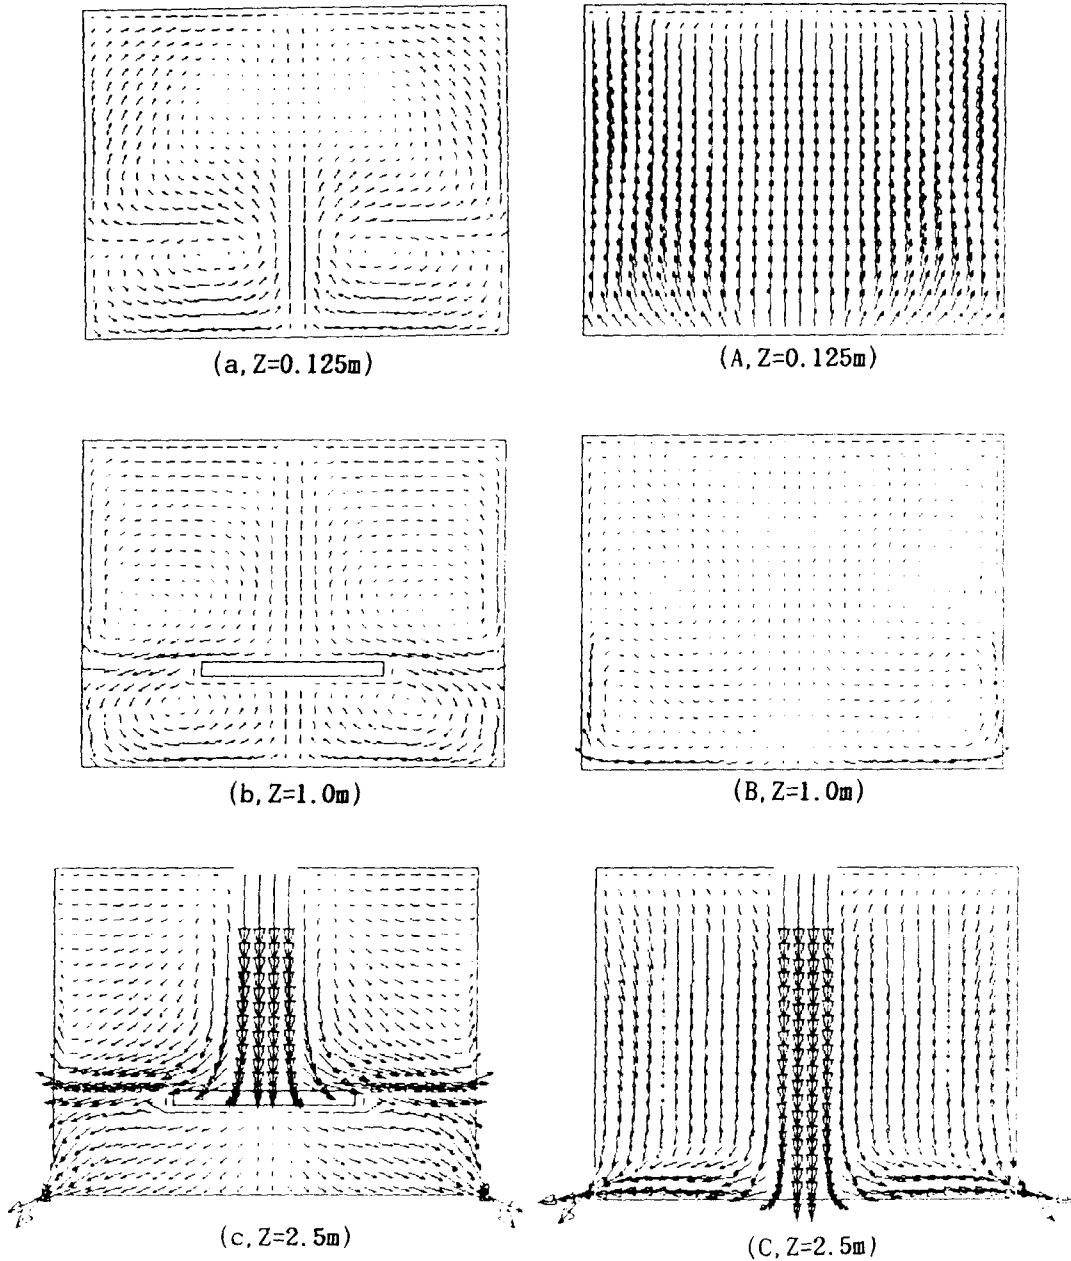 (a, Z=0.125m)
(A, Z=0.125m)
(b, Z=1.0m)
(B, Z=1.0m)
(c, Z=2.5m)
(C, Z=2.5m)